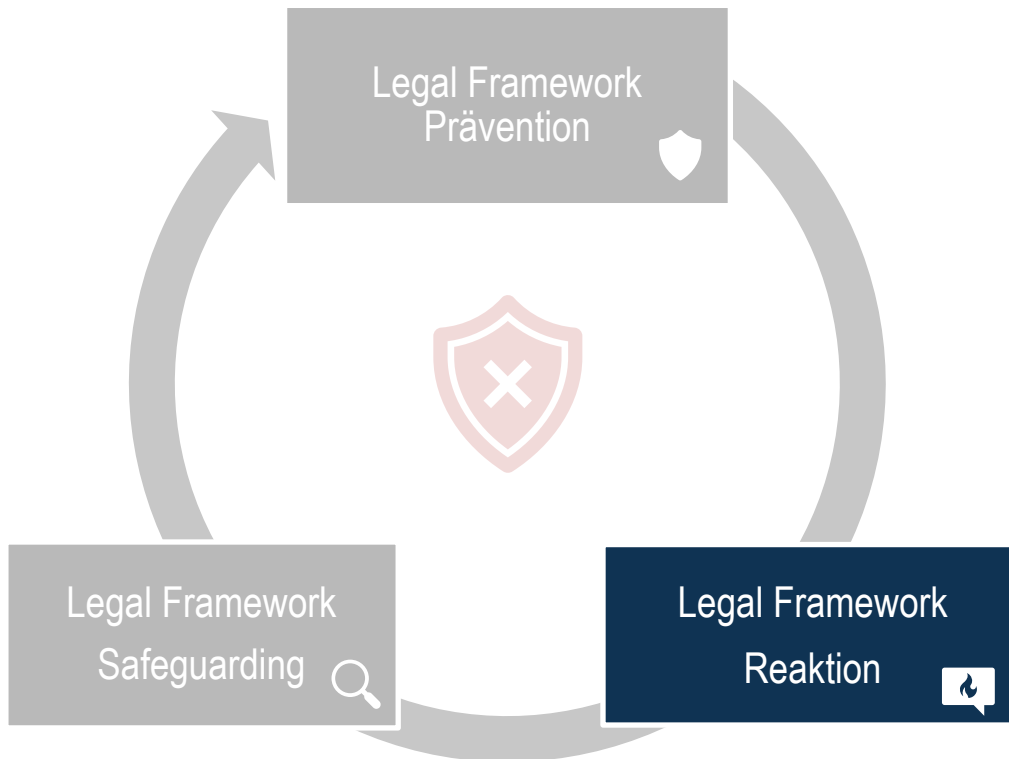 Legal Framework
Prävention
Legal Framework
Safeguarding
Legal Framework
Reaktion